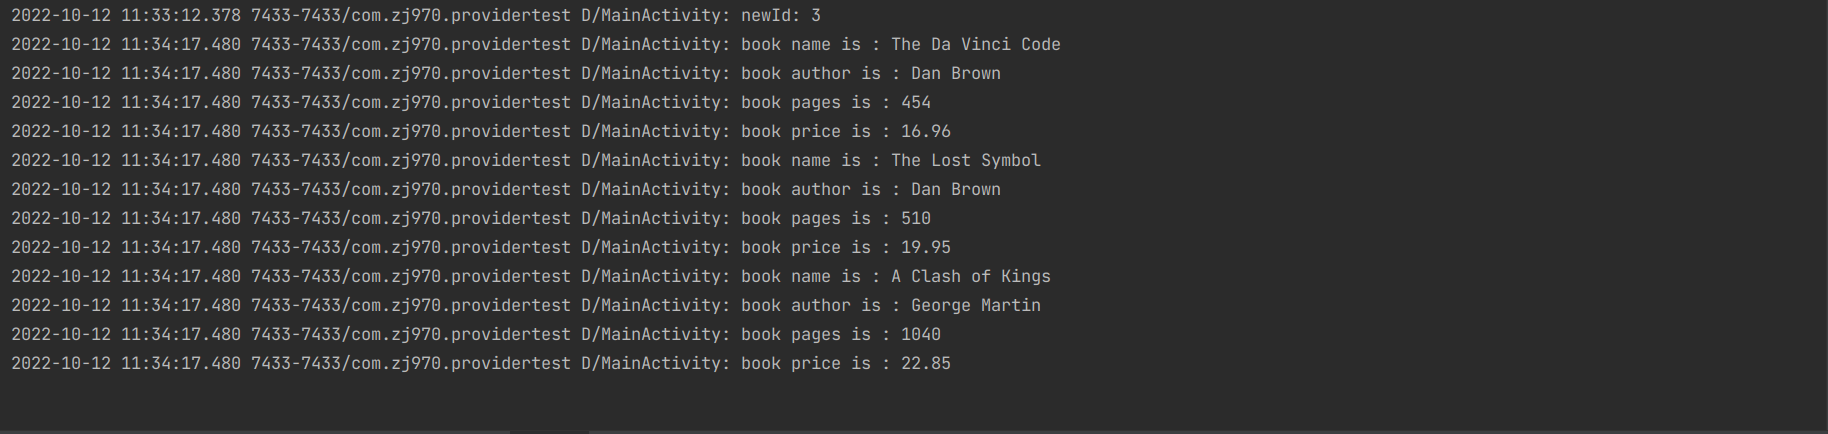 2022-10-12 11:33:12.378 7433-7433/com.zj970.providertest D/MainActivity: newId: 3
2022-10-12 11:34:17.480 7433-7433/com.zj970.providertest D/MainActivity: book name is : The Da Vinci Code
2022-10-12 11:34:17.480 7433-7433/com.zj970.providertest D/MainActivity: book author is : Dan Brown
2022-10-12 11:34:17.480 7433-7433/com.zj970.providertest D/MainActivity: book pages is : 454
2022-10-12 11:34:17.480 7433-7433/com.zj970.providertest D/MainActivity: book price is : 16.96
2022-10-12 11:34:17.480 7433-7433/com.zj970.providertest D/MainActivity: book name is : The Lost Symbol
2022-10-12 11:34:17.480 7433-7433/com.zj970.providertest D/MainActivity: book author is : Dan Brown
2022-10-12 11:34:17.480 7433-7433/com.zj970.providertest D/MainActivity: book pages is : 510
2022-10-12 11:34:17.480 7433-7433/com.zj970.providertest D/MainActivity: book price is : 19.95
2022-10-12 11:34:17.480 7433-7433/com.zj970.providertest D/MainActivity: book name is : A Clash of Kings
2022-10-12 11:34:17.480 7433-7433/com.zj970.providertest D/MainActivity: book author is : George Martin
2022-10-12 11:34:17.480 7433-7433/com.zj970.providertest D/MainActivity: book pages is : 1040
2022-10-12 11:34:17.480 7433-7433/com.zj970.providertest D/MainActivity: book price is : 22.85